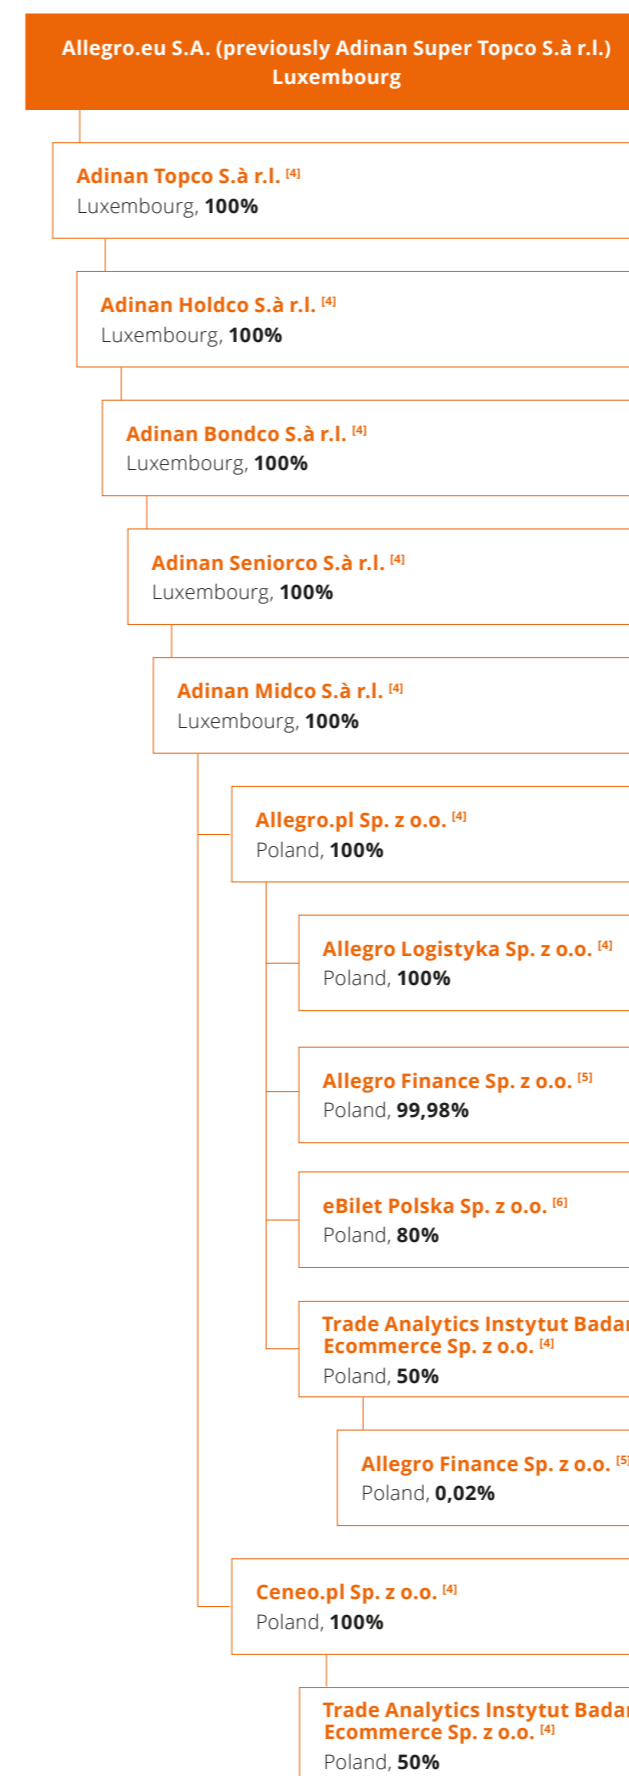 Allegro.eu S.A. (previously Adinan Super Topco S.à r.l.)
Luxembourg
Adinan Topco S.à r.l. [4]
Luxembourg, 100%
Adinan Holdco S.à r.l. [4]
Luxembourg, 100%
Adinan Bondco S.à r.l. [4]
Luxembourg, 100%
Adinan Seniorco S.à r.l. [4]
Luxembourg, 100%
Adinan Midco S.à r.l. [4]
Luxembourg, 100%
Allegro.pl Sp. z o.o. [4]
Poland, 100%
Allegro Logistyka Sp. z o.o. [4]
Poland, 100%
Allegro Finance Sp. z o.o. [5]
Poland, 99,98%
eBilet Polska Sp. z o.o. [6]
Poland, 80%
Trade Analytics Instytut
Ecommerce Sp. z o.o. [4]
Poland, 50%
Allegro Finance Sp. z o.o. [5]
Poland, 0,02%
Ceneo.pl Sp. z o.o. [4]
Poland, 100%
Trade Analytics Instytut
Ecommerce Sp. z o.o. [4]
Poland, 50%